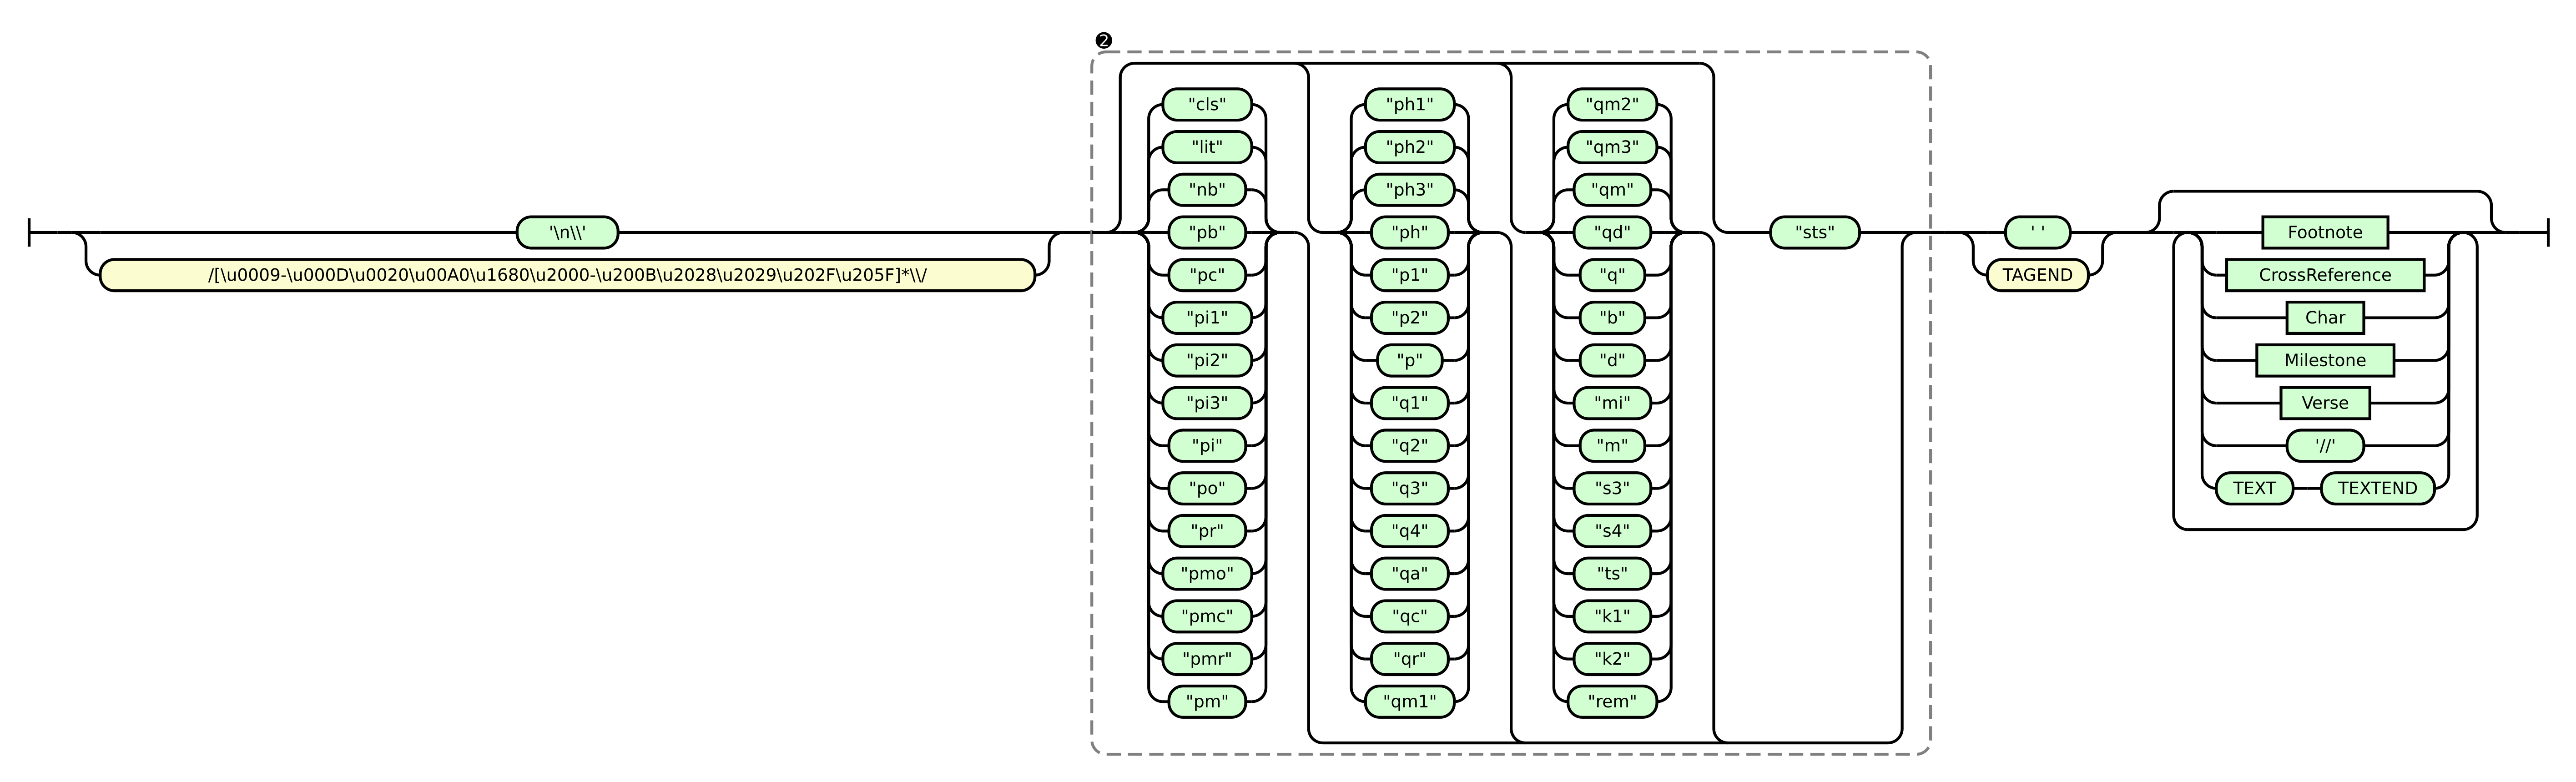 ❷
'\n\\'
/[\u0009-\u000D\u0020\u00A0\u1680\u2000-\u200B\u2028\u2029\u202F\u205F]*\\/
"cls"
"lit"
"nb"
"pb"
"pc"
"pi1"
"pi2"
"pi3"
"pi"
"po"
"pr"
"pmo"
"pmc"
"pmr"
"pm"
"ph1"
"ph2"
"ph3"
"ph"
"p1"
"p2"
"p"
"q1"
"q2"
"q3"
"q4"
"qa"
"qc"
"qr"
"qm1"
"qm2"
"qm3"
"qm"
"qd"
"q"
"b"
"d"
"mi"
"m"
"s3"
"s4"
"ts"
"k1"
"k2"
"rem"
"sts"
' '
TAGEND
Footnote
CrossReference
Char
Milestone
Verse
'//'
TEXT TEXTEND